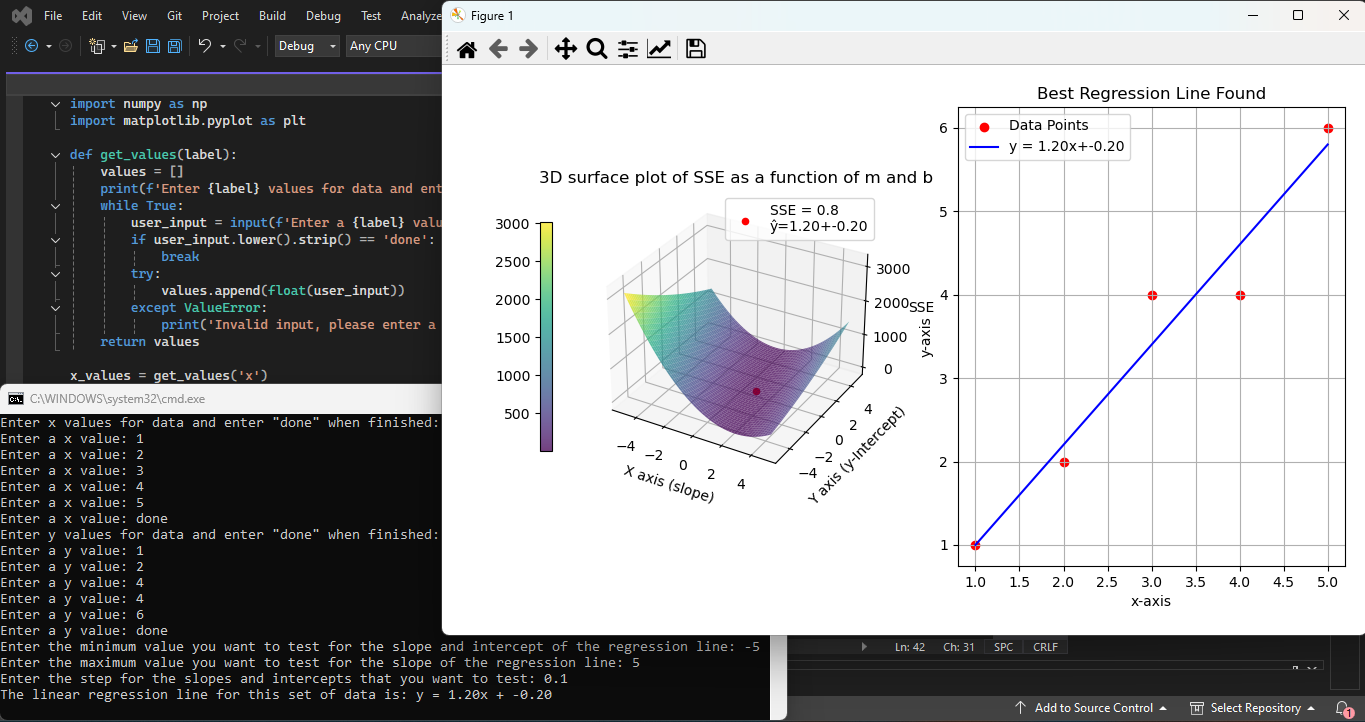 File Edit View Git Project Build Debug Test Analyze
Debug Any CPU
import numpy as np
import matplotlib.pyplot as plt
def get_values(label):
values = []
print(f'Enter {label} values for data and ent
while True:
user_input = input(f'Enter a {label} valu
if user_input.lower().strip() == 'done':
break
try:
values.append(float(user_input))
except ValueError:
print('Invalid input, please enter a
return values
x_values = get_values('x')
C:\WINDOWS\system32\cmd.exe
Enter x values for data and enter "done" when finished:
Enter a x value: 1
Enter a x value: 2
Enter a x value: 3
Enter a x value: 4
Enter a x value: 5
Enter a x value: done
Enter y values for data and enter "done" when finished:
Enter a y value: 1
Enter a y value: 2
Enter a y value: 4
Enter a y value: 4
Enter a y value: 6
Enter a y value: done
Enter the minimum value you want to test for the slope and intercept of the regression line: -5
Enter the maximum value you want to test for the slope of the regression line: 5
Enter the step for the slopes and intercepts that you want to test: 0.1
The linear regression line for this set of data is: y = 1.20x + -0.20
Figure 1
3D surface plot of SSE as a function of m and b
SSE = 0.8
ŷ=1.20+-0.20
3000
2500
2000
1500
1000
500
3000
2000
1000
0
SSE
−4 −2 0 2 4
X axis (slope)
−4 −2 0 2 4
Y axis (y-Intercept)
Best Regression Line Found
Data Points
y = 1.20x+-0.20
6
5
4
3
2
1
y-axis
1.0 1.5 2.0 2.5 3.0 3.5 4.0 4.5 5.0
x-axis
Ln: 42 Ch: 31 SPC CRLF
Add to Source Control Select Repository 1